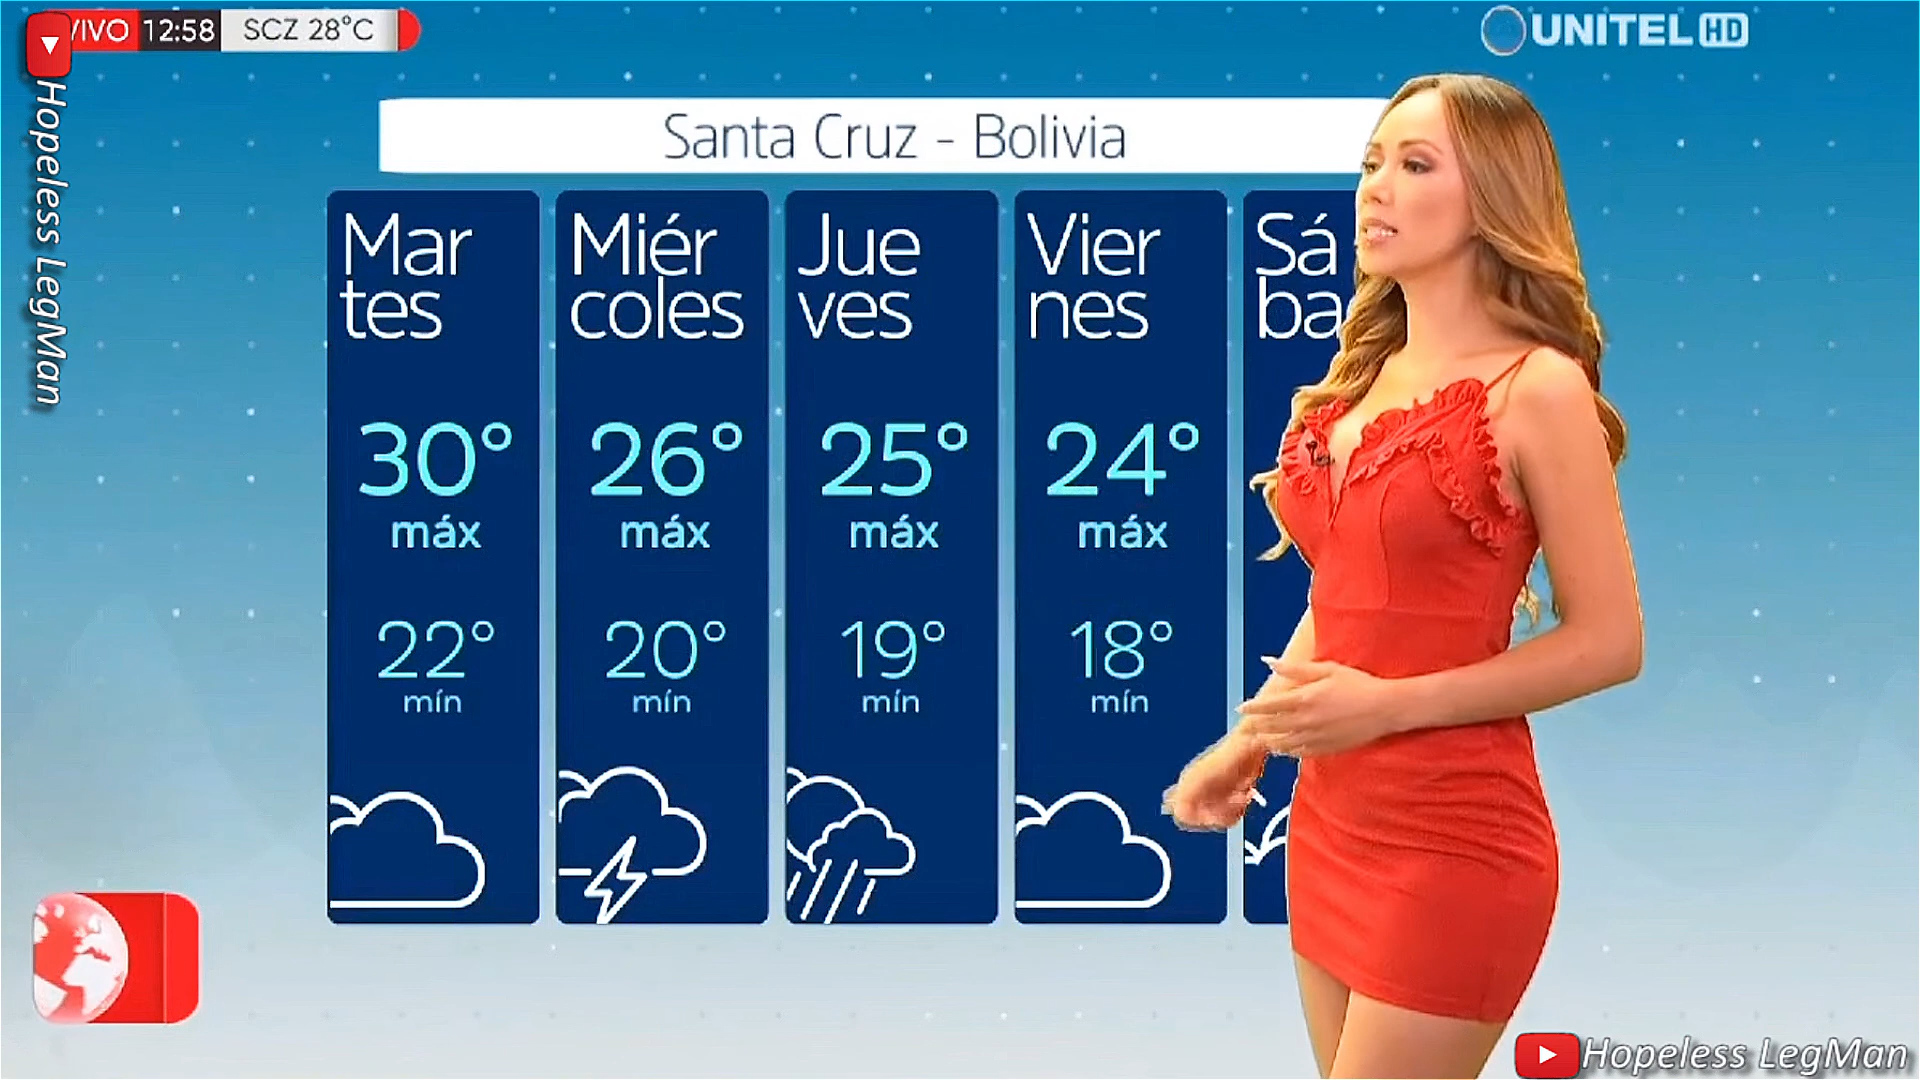 VIVO 12:58 SCZ 28°C
UNITEL HD
Hopeless LegMan
Santa Cruz - Bolivia
Mar
tes
30°
máx
22°
mín
Miér
coles
26°
máx
20°
mín
Jue
ves
25°
máx
19°
mín
Vier
nes
24°
máx
18°
mín
Sá
ba
Hopeless LegMan